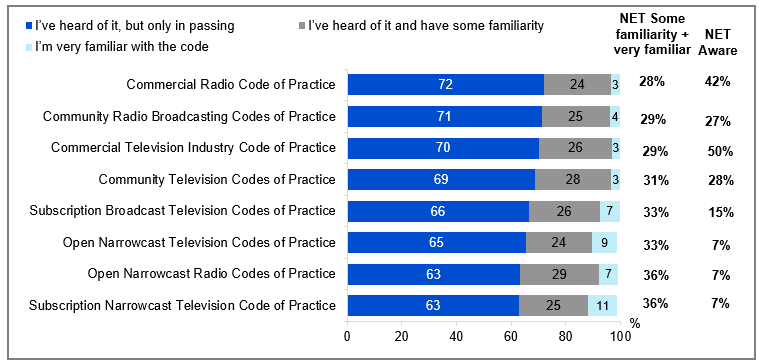 I've heard of it, but only in passing
I've heard of it and have some familiarity
I'm very familiar with the code
NET Some
familiarity +
very familiar
NET
Aware
Commercial Radio Code of Practice 72 24 3 28% 42%
Community Radio Broadcasting Codes of Practice 71 25 4 29% 27%
Commercial Television Industry Code of Practice 70 26 3 29% 50%
Community Television Codes of Practice 69 28 3 31% 28%
Subscription Broadcast Television Codes of Practice 66 26 7 33% 15%
Open Narrowcast Television Codes of Practice 65 24 9 33% 7%
Open Narrowcast Radio Codes of Practice 63 29 7 36% 7%
Subscription Narrowcast Television Code of Practice 63 25 11 36% 7%
0 20 40 60 80 100 %